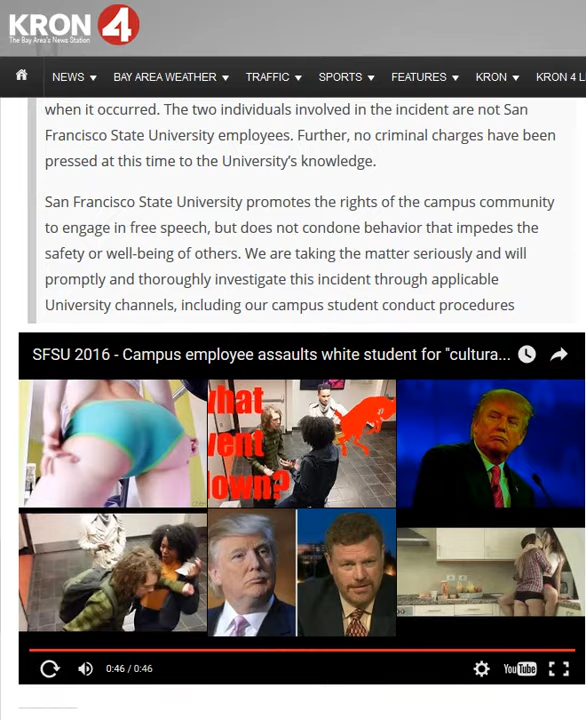 KRON 4
The Bay Area's News Station
NEWS BAY AREA WEATHER TRAFFIC SPORTS FEATURES KRON KRON 4 L
when it occurred. The two individuals involved in the incident are not San
Francisco State University employees. Further, no criminal charges have been
pressed at this time to the University's knowledge.
San Francisco State University promotes the rights of the campus community
to engage in free speech, but does not condone behavior that impedes the
safety or well-being of others. We are taking the matter seriously and will
promptly and thoroughly investigate this incident through applicable
University channels, including our campus student conduct procedures
SFSU 2016 - Campus employee assaults white student for "cultura...
hat
ent
own?
0:46 / 0:46
YouTube